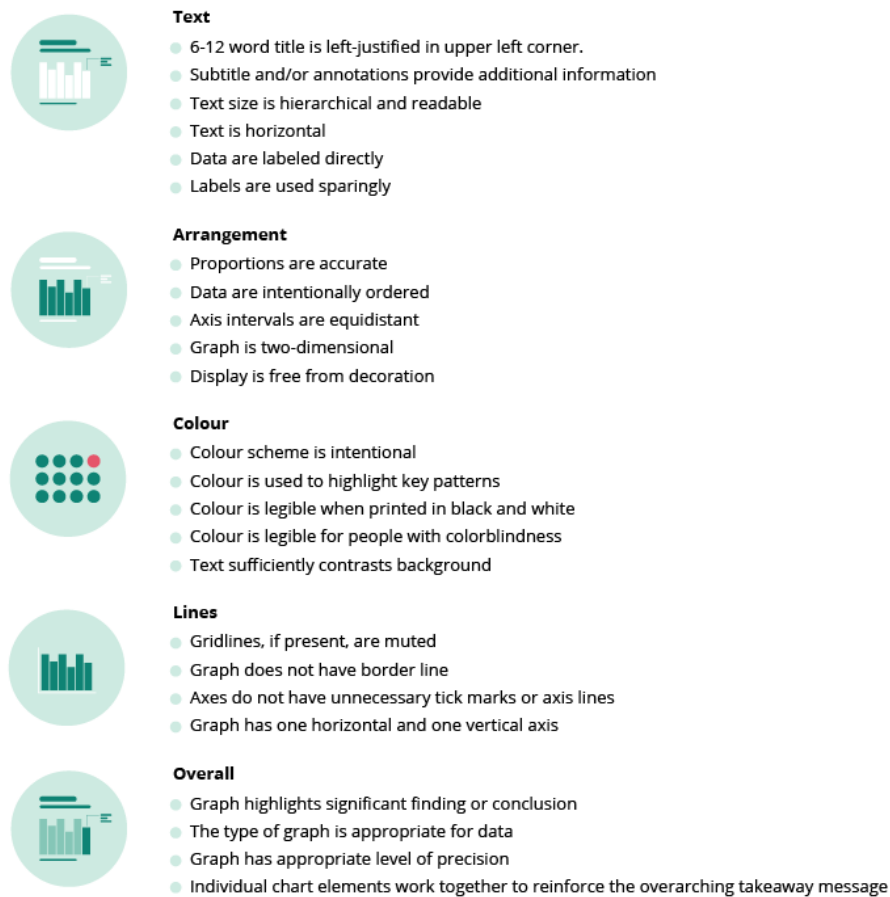 Text
6-12 word title is left-justified in upper left corner.
Subtitle and/or annotations provide additional information
Text size is hierarchical and readable
Text is horizontal
Data are labeled directly
Labels are used sparingly
Arrangement
Proportions are accurate
Data are intentionally ordered
Axis intervals are equidistant
Graph is two-dimensional
Display is free from decoration
Colour
Colour scheme is intentional
Colour is used to highlight key patterns
Colour is legible when printed in black and white
Colour is legible for people with colorblindness
Text sufficiently contrasts background
Lines
Gridlines, if present, are muted
Graph does not have border line
Axes do not have unnecessary tick marks or axis lines
Graph has one horizontal and one vertical axis
Overall
Graph highlights significant finding or conclusion
The type of graph is appropriate for data
Graph has appropriate level of precision
Individual chart elements work together to reinforce the overarching takeaway message